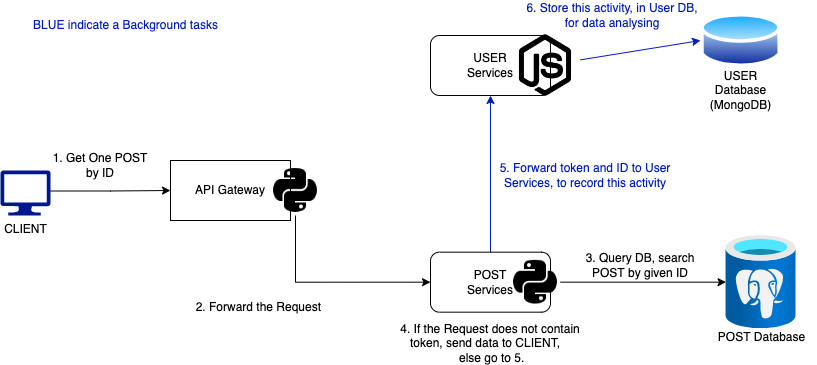 BLUE indicate a Background tasks
6. Store this activity, in User DB,
for data analysing
USER
Services
JS
USER
Database
(MongoDB)
1. Get One POST
by ID
API Gateway
CLIENT
5. Forward token and ID to User
Services, to record this activity
2. Forward the Request
POST
Services
3. Query DB, search
POST by given ID
4. If the Request does not contain
token, send data to CLIENT,
else go to 5.
POST Database